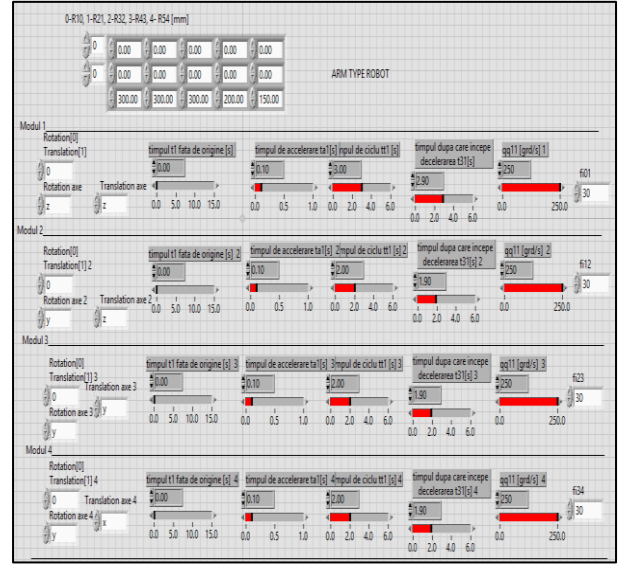 0-R10, 1-R21, 2-R32, 3-R43, 4- R54 [mm]
0
0.00 0.00 0.00 0.00 0.00
0
0.00 0.00 0.00 0.00 0.00
300.00 300.00 300.00 200.00 150.00
ARM TYPE ROBOT
Modul 1
Rotation[0]
Translation[1]
0
Rotation axe
z
Translation axe
z
timpul t1 fata de origine [s]
0.00
0.0 5.0 10.0 15.0
timpul de accelerare ta1[s]
0.10
0.0 0.5 1.0
npul de ciclu tt1 [s]
3.00
0.0 2.0 4.0 6.0
timpul dupa care incepe
decelerarea t31[s]
2.90
0.0 2.0 4.0 6.0
qq11 [grd/s] 1
250
0.0 250.0
fi01
30
Modul 2
Rotation[0]
Translation[1] 2
0
Rotation axe 2
y
Translation axe 2
z
timpul t1 fata de origine [s] 2
0.00
0.0 5.0 10.0 15.0
timpul de accelerare ta1[s] 2
0.10
0.0 0.5 1.0
mpul de ciclu tt1 [s] 2
2.00
0.0 2.0 4.0 6.0
timpul dupa care incepe
decelerarea t31[s] 2
1.90
0.0 2.0 4.0 6.0
qq11 [grd/s] 2
250
0.0 250.0
fi12
30
Modul 3
Rotation[0]
Translation[1] 3
0
Translation axe 3
y
Rotation axe 3
y
timpul t1 fata de origine [s] 3
0.00
0.0 5.0 10.0 15.0
timpul de accelerare ta1[s] 3
0.10
0.0 0.5 1.0
mpul de ciclu tt1 [s] 3
2.00
0.0 2.0 4.0 6.0
timpul dupa care incepe
decelerarea t31[s] 3
1.90
0.0 2.0 4.0 6.0
qq11 [grd/s] 3
250
0.0 250.0
fi23
30
Modul 4
Rotation[0]
Translation[1] 4
0
Translation axe 4
x
Rotation axe 4
y
timpul t1 fata de origine [s] 4
0.00
0.0 5.0 10.0 15.0
timpul de accelerare ta1[s] 4
0.10
0.0 0.5 1.0
mpul de ciclu tt1 [s] 4
2.00
0.0 2.0 4.0 6.0
timpul dupa care incepe
decelerarea t31[s] 4
1.90
0.0 2.0 4.0 6.0
qq11 [grd/s] 4
250
0.0 250.0
fi34
30